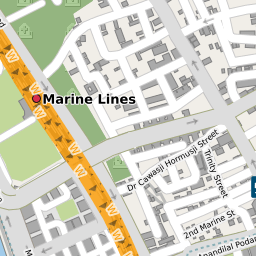 Marine Lines
Dr Cawasji Hormusji Street
Trinity Street
2nd Marine St
Anandilal Podar